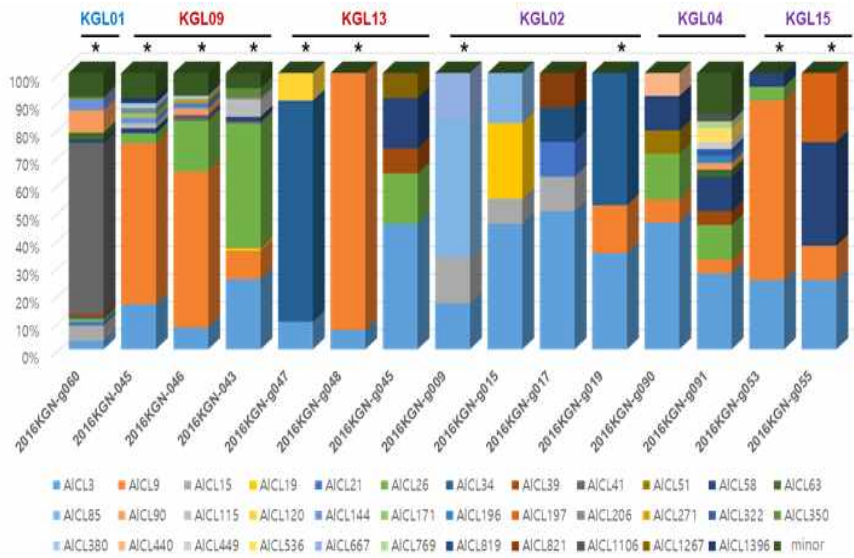 KGL01 KGL09 KGL13 KGL02 KGL04 KGL15
* * * * * * * * * *
100%
90%
80%
70%
60%
50%
40%
30%
20%
10%
0%
2016KGN-g060 2016KGN-045 2016KGN-046 2016KGN-043 2016KGN-g047 2016KGN-g048 2016KGN-g045 2016KGN-g009 2016KGN-g015 2016KGN-g017 2016KGN-g019 2016KGN-g090 2016KGN-g091 2016KGN-g053 2016KGN-g055
AICL3 AICL9 AICL15 AICL19 AICL21 AICL26 AICL34 AICL39 AICL41 AICL51 AICL58 AICL63
AICL85 AICL90 AICL115 AICL120 AICL144 AICL171 AICL196 AICL197 AICL206 AICL271 AICL322 AICL350
AICL380 AICL440 AICL449 AICL536 AICL667 AICL769 AICL819 AICL821 AICL1106 AICL1267 AICL1396 minor